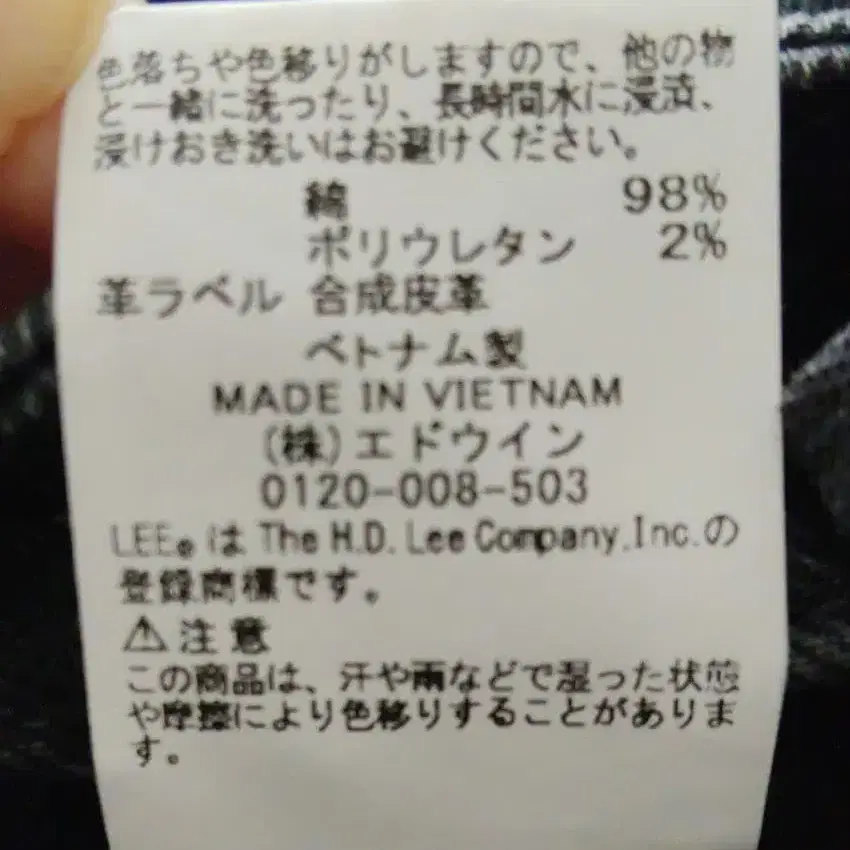 色落ちや色移りがしますので、他の物
と一緒に洗ったり、長時間水に浸漬、
浸けおき洗いはお避けください。
綿 98%
ポリウレタン 2%
革ラベル 合成皮革
ベトナム製
MADE IN VIETNAM
(株)エドウイン
0120-008-503
LEE®は The H.D. Lee Company,Inc.の
登録商標です。
⚠注意
この商品は、汗や雨などで湿った状態
や摩擦により色移りすることがありま
す。